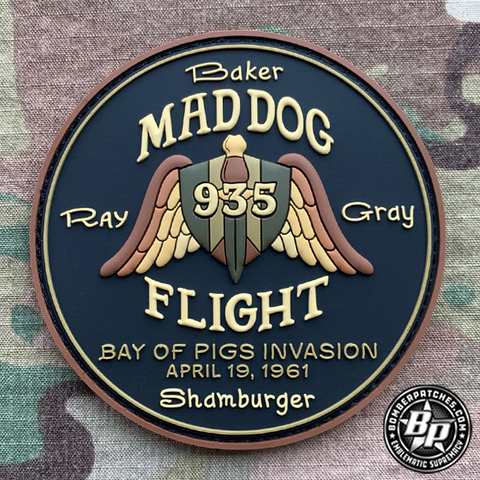 Baker
MAD DOG
935
Ray
Gray
FLIGHT
BAY OF PIGS INVASION
APRIL 19, 1961
Shamburger
BOMBERPATCHES.COM
BP
EMBLEMATIC SUPREMACY